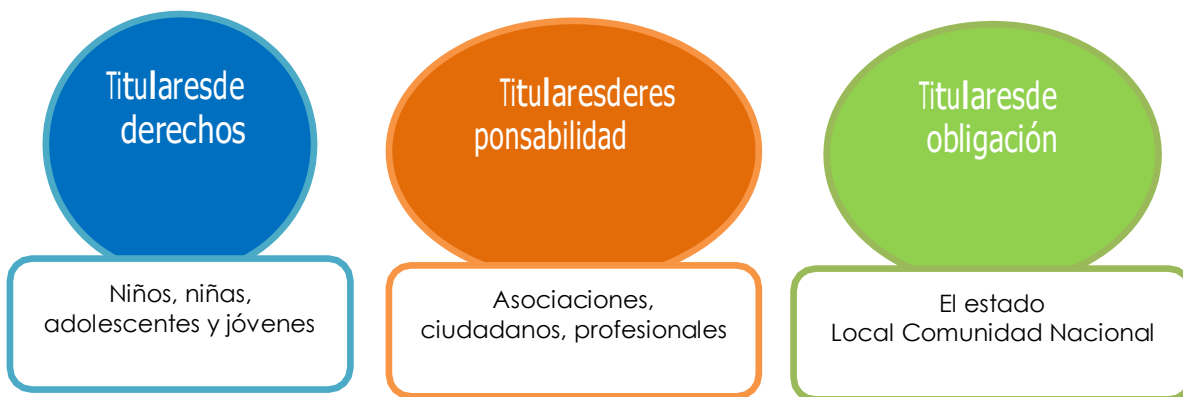 Titularesde
derechos
Niños, niñas,
adolescentes y jóvenes
Titularesderes
ponsabilidad
Asociaciones,
ciudadanos, profesionales
Titularesde
obligación
El estado
Local Comunidad Nacional